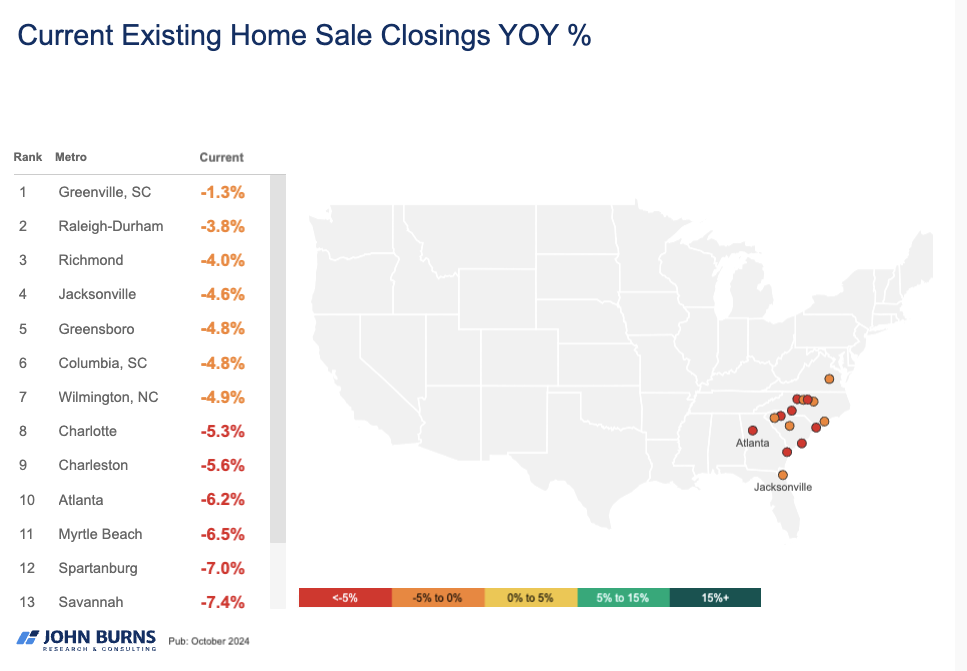 Current Existing Home Sale Closings YOY %
Rank Metro Current
1 Greenville, SC -1.3%
2 Raleigh-Durham -3.8%
3 Richmond -4.0%
4 Jacksonville -4.6%
5 Greensboro -4.8%
6 Columbia, SC -4.8%
7 Wilmington, NC -4.9%
8 Charlotte -5.3%
9 Charleston -5.6%
10 Atlanta -6.2%
11 Myrtle Beach -6.5%
12 Spartanburg -7.0%
13 Savannah -7.4%
Atlanta
Jacksonville
<-5% -5% to 0% 0% to 5% 5% to 15% 15%+
JOHN BURNS
RESEARCH & CONSULTING
Pub: October 2024